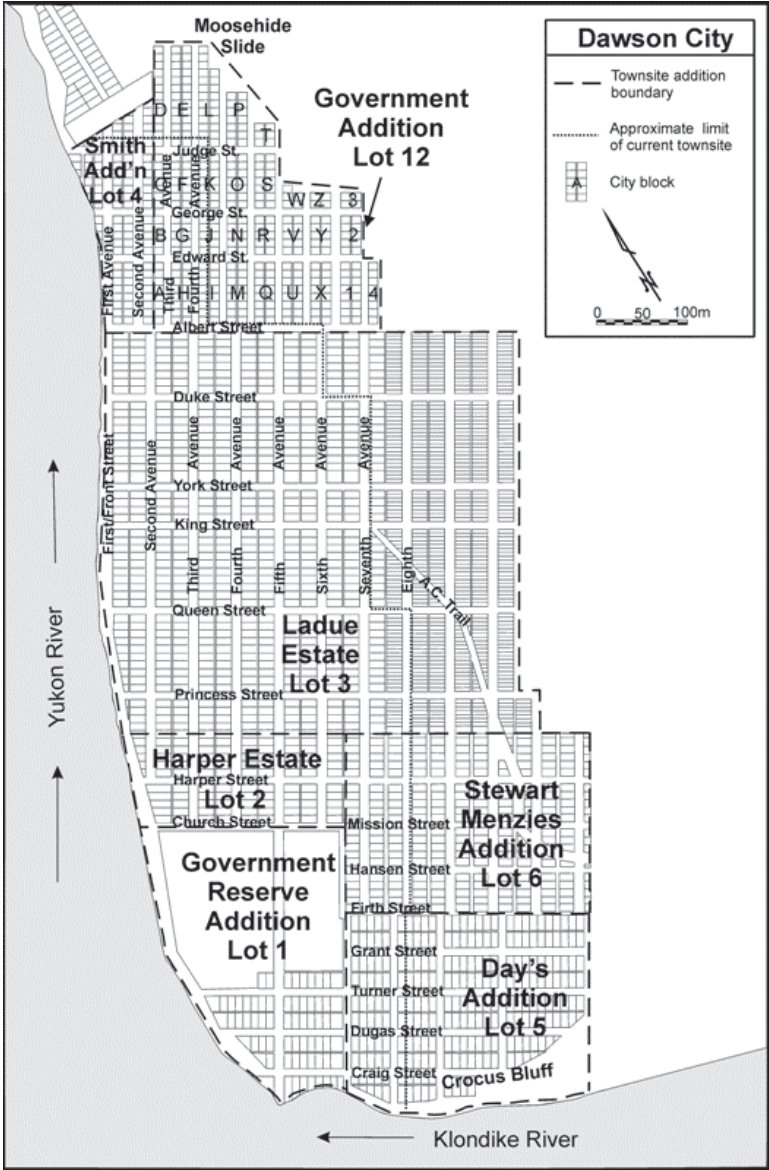 Moosehide
Slide
Dawson City
Townsite addition
boundary
Approximate limit
of current townsite
A
City block
N
0 50 100m
Government
Addition
Lot 12
D E L P
T
Smith
Add'n
Lot 4
Judge St.
C F K O S
W Z 3
George St.
B G J N R V Y 2
Edward St.
A H I M Q U X 1 4
First Avenue
Second Avenue
Third
Avenue
Fourth
Avenue
Albert Street
Duke Street
First/Front Street
Second Avenue
Avenue
Avenue
Avenue
Avenue
Avenue
York Street
King Street
Third
Fourth
Fifth
Sixth
Seventh
Eighth
A.C. Trail
Queen Street
Ladue
Estate
Lot 3
Yukon River
Princess Street
Harper Estate
Lot 2
Harper Street
Church Street
Stewart
Menzies
Addition
Lot 6
Mission Street
Hansen Street
Firth Street
Government
Reserve
Addition
Lot 1
Grant Street
Turner Street
Dugas Street
Craig Street
Day's
Addition
Lot 5
Crocus Bluff
Klondike River